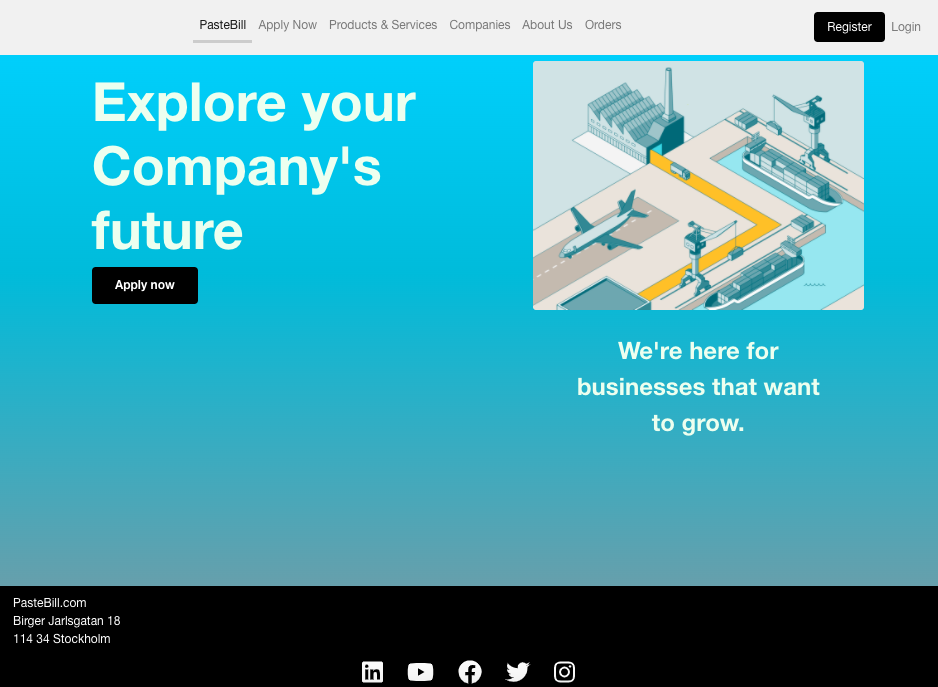 PasteBill Apply Now Products & Services Companies About Us Orders Register Login
Explore your
Company's
future
Apply now
We're here for
businesses that want
to grow.
PasteBill.com
Birger Jarlsgatan 18
114 34 Stockholm